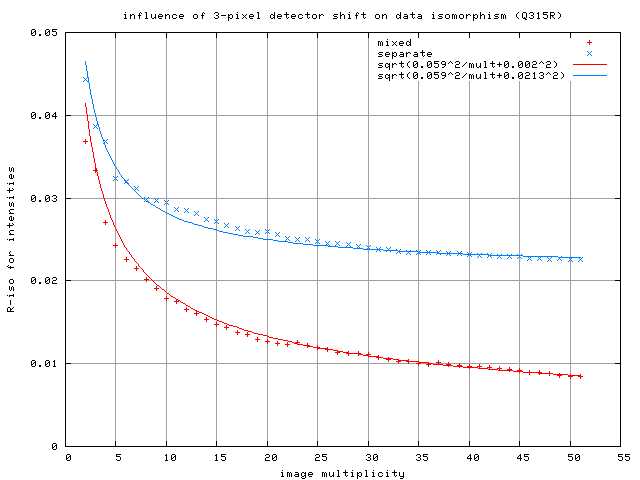 influence of 3-pixel detector shift on data isomorphism (Q315R)
mixed
separate
sqrt(0.059^2/mult+0.002^2)
sqrt(0.059^2/mult+0.0213^2)
0.05
0.04
0.03
0.02
0.01
0
R-iso for intensities
0 5 10 15 20 25 30 35 40 45 50 55
image multiplicity